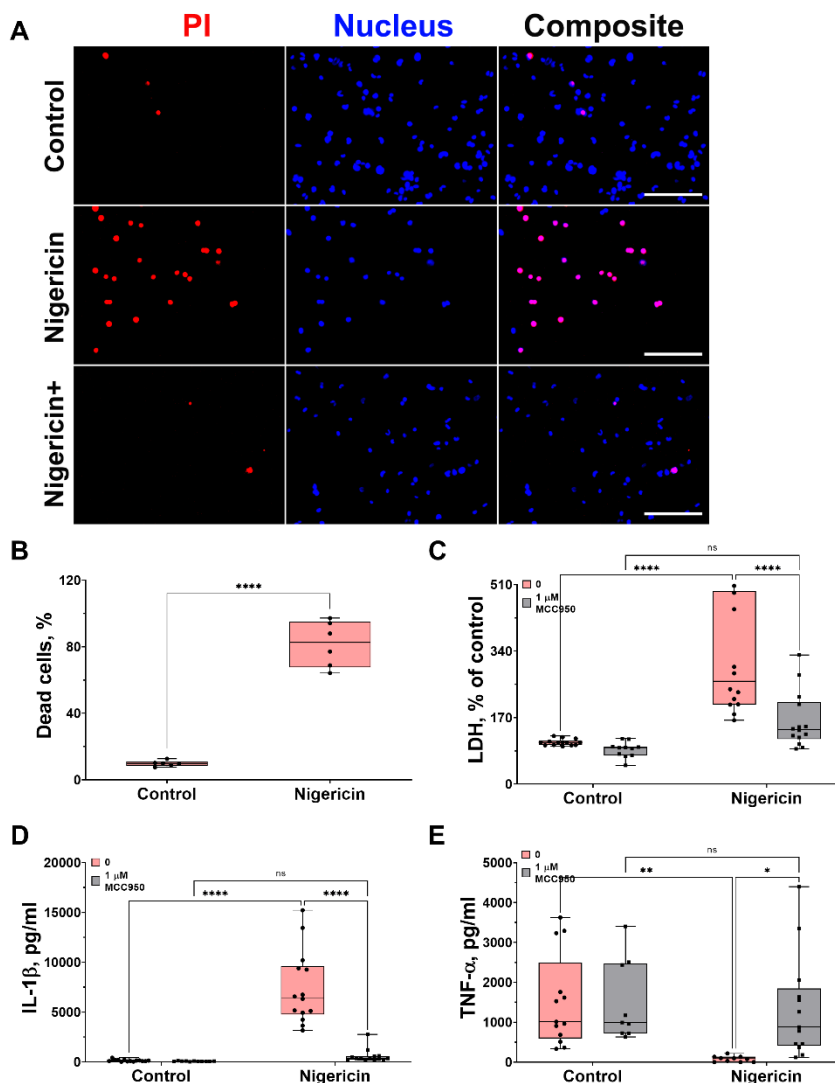 A
PI Nucleus Composite
Control
Nigericin
Nigericin+
B
Dead cells, %
120
80
40
0
****
Control Nigericin
C
LDH, % of control
510
340
170
0
ns
**** ****
0
1 μM
MCC950
Control Nigericin
D
IL-1β, pg/ml
20000
15000
10000
5000
0
0
1 μM
MCC950
ns
**** ****
Control Nigericin
E
TNF-α, pg/ml
5000
4000
3000
2000
1000
0
0
1 μM
MCC950
ns
** *
Control Nigericin